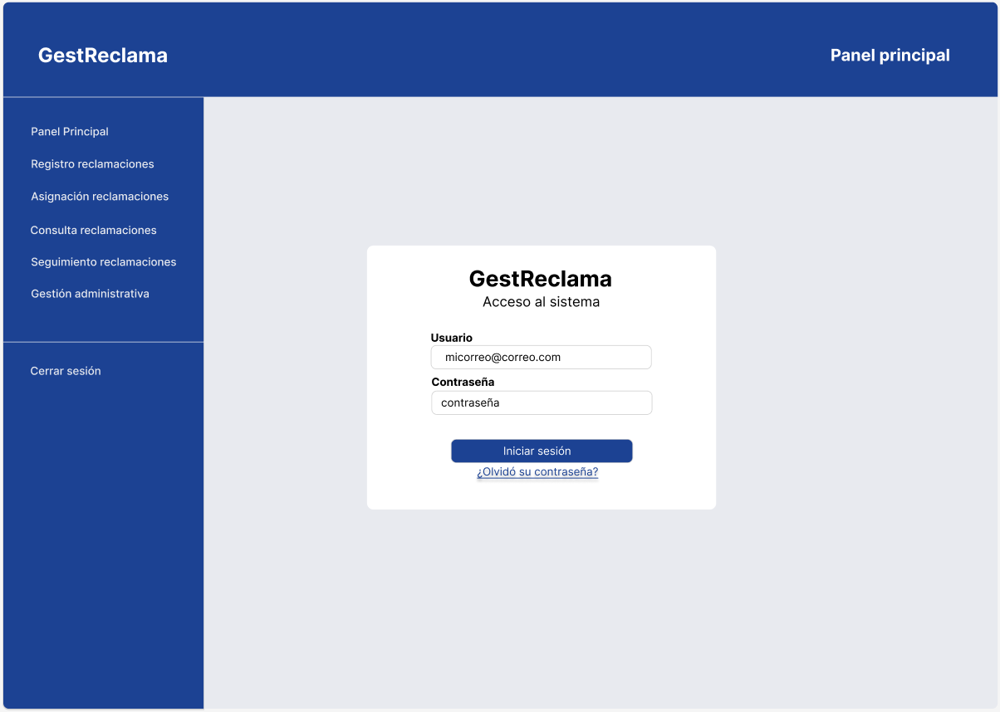 GestReclama
Panel principal
Panel Principal
Registro reclamaciones
Asignación reclamaciones
Consulta reclamaciones
Seguimiento reclamaciones
Gestión administrativa
Cerrar sesión
GestReclama
Acceso al sistema
Usuario
micorreo@correo.com
Contraseña
contraseña
Iniciar sesión
¿Olvidó su contraseña?